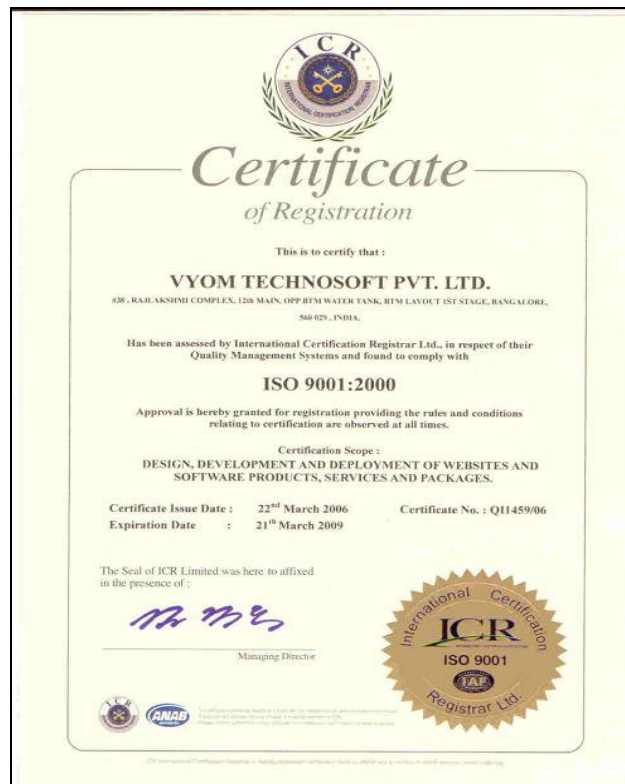 ICR
INTERNATIONAL CERTIFICATION REGISTRAR
Certificate
of Registration
This is to certify that :
VYOM TECHNOSOFT PVT. LTD.
#38 , RAJLAKSHMI COMPLEX, 12th MAIN, OPP BTM WATER TANK, BTM LAYOUT 1ST STAGE, BANGALORE,
560 029 , INDIA.
Has been assessed by International Certification Registrar Ltd., in respect of their
Quality Management Systems and found to comply with
ISO 9001:2000
Approval is hereby granted for registration providing the rules and conditions
relating to certification are observed at all times.
Certification Scope :
DESIGN, DEVELOPMENT AND DEPLOYMENT OF WEBSITES AND
SOFTWARE PRODUCTS, SERVICES AND PACKAGES.
Certificate Issue Date : 22nd March 2006 Certificate No. : QI1459/06
Expiration Date : 21th March 2009
The Seal of ICR Limited was here to affixed
in the presence of :
Managing Director
International Certification
ICR
ISO 9001
IAF
Registrar Ltd.
ICR
ANAB